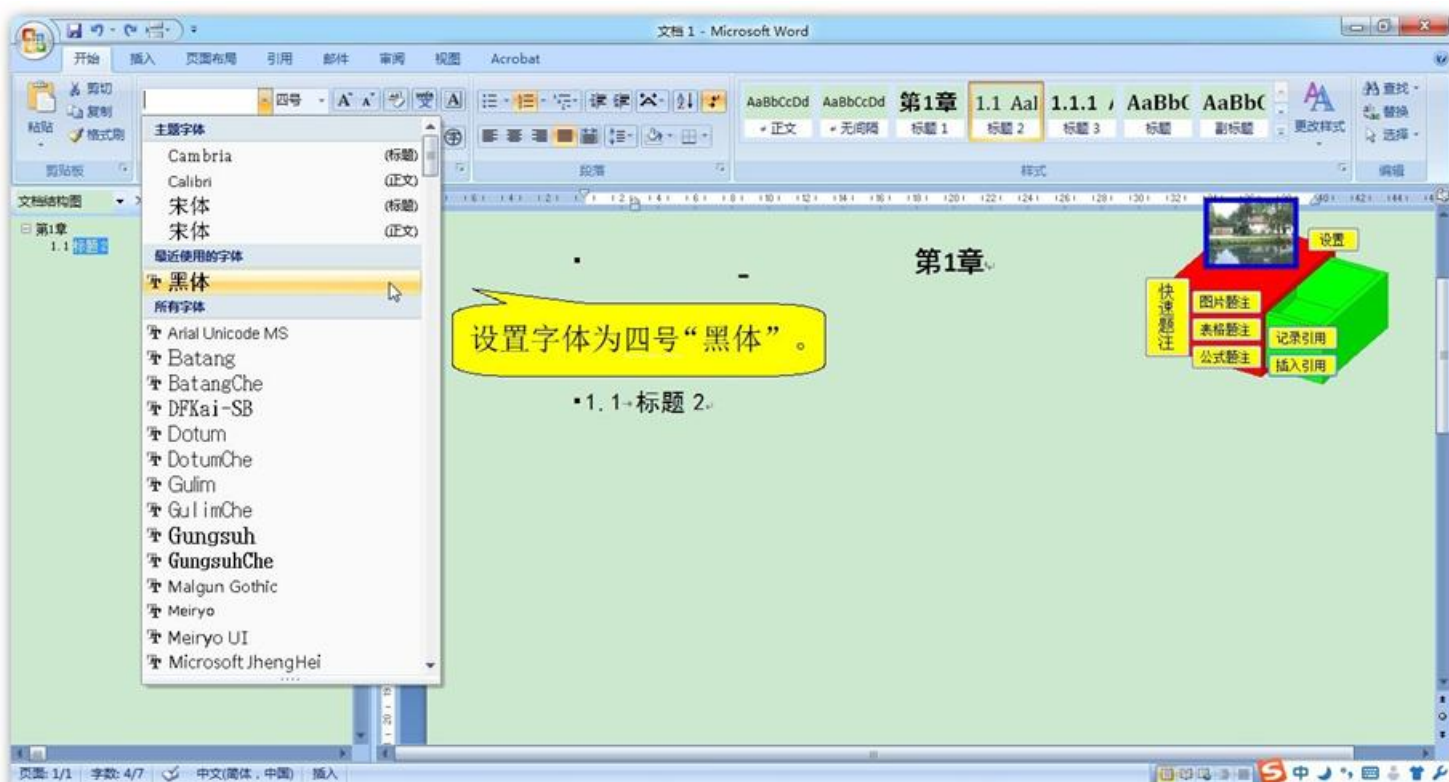 文档 1 - Microsoft Word
开始 插入 页面布局 引用 邮件 审阅 视图 Acrobat
剪切
复制
粘贴 格式刷
剪贴板
四号
段落
AaBbCcDd AaBbCcDd 第1章 1.1 Aal 1.1.1 AaBb( AaBb(
正文 无间隔 标题 1 标题 2 标题 3 标题 副标题
更改样式
样式
查找
替换
选择
编辑
文档结构图
第1章
1.1 标题 2
主题字体
Cambria (标题)
Calibri (正文)
宋体 (标题)
宋体 (正文)
最近使用的字体
黑体
所有字体
Arial Unicode MS
Batang
BatangChe
DFKai-SB
Dotum
DotumChe
Gulim
GulimChe
Gungsuh
GungsuhChe
Malgun Gothic
Meiryo
Meiryo UI
Microsoft JhengHei
第1章
设置字体为四号“黑体”。
1.1 标题 2
设置
快速题注
图片题注
表格题注
公式题注
记录引用
插入引用
页面: 1/1 字数: 4/7 中文(简体，中国) 插入
中